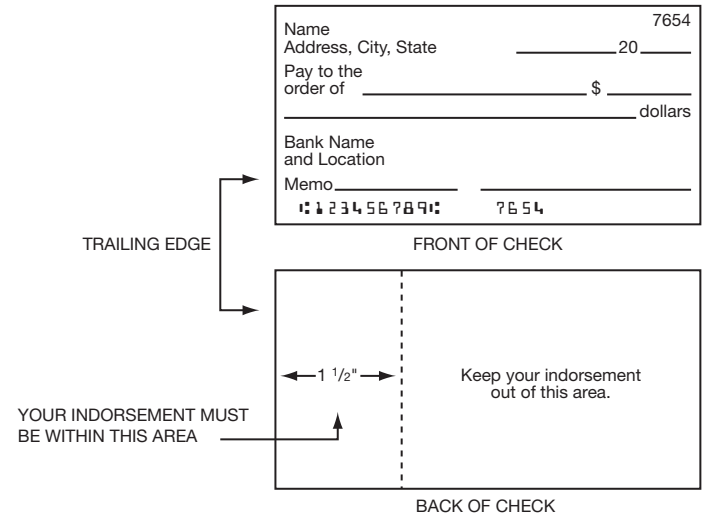 7654
Name
Address, City, State 20
Pay to the
order of $
dollars
Bank Name
and Location
Memo
⑆123456789⑆ 7654
TRAILING EDGE
FRONT OF CHECK
1 1/2"
Keep your indorsement
out of this area.
YOUR INDORSEMENT MUST
BE WITHIN THIS AREA
BACK OF CHECK